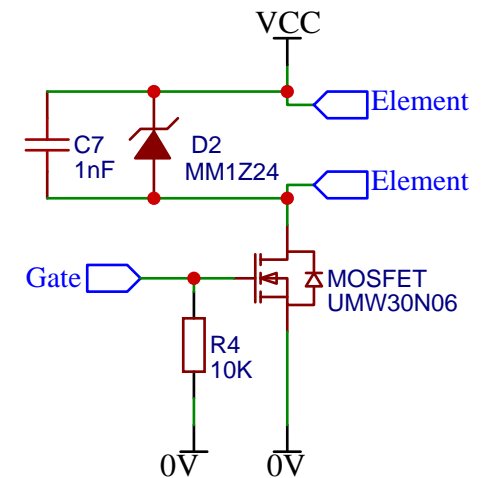 VCC
Element
C7
1nF
D2
MM1Z24
Element
Gate
MOSFET
UMW30N06
R4
10K
0V
0V